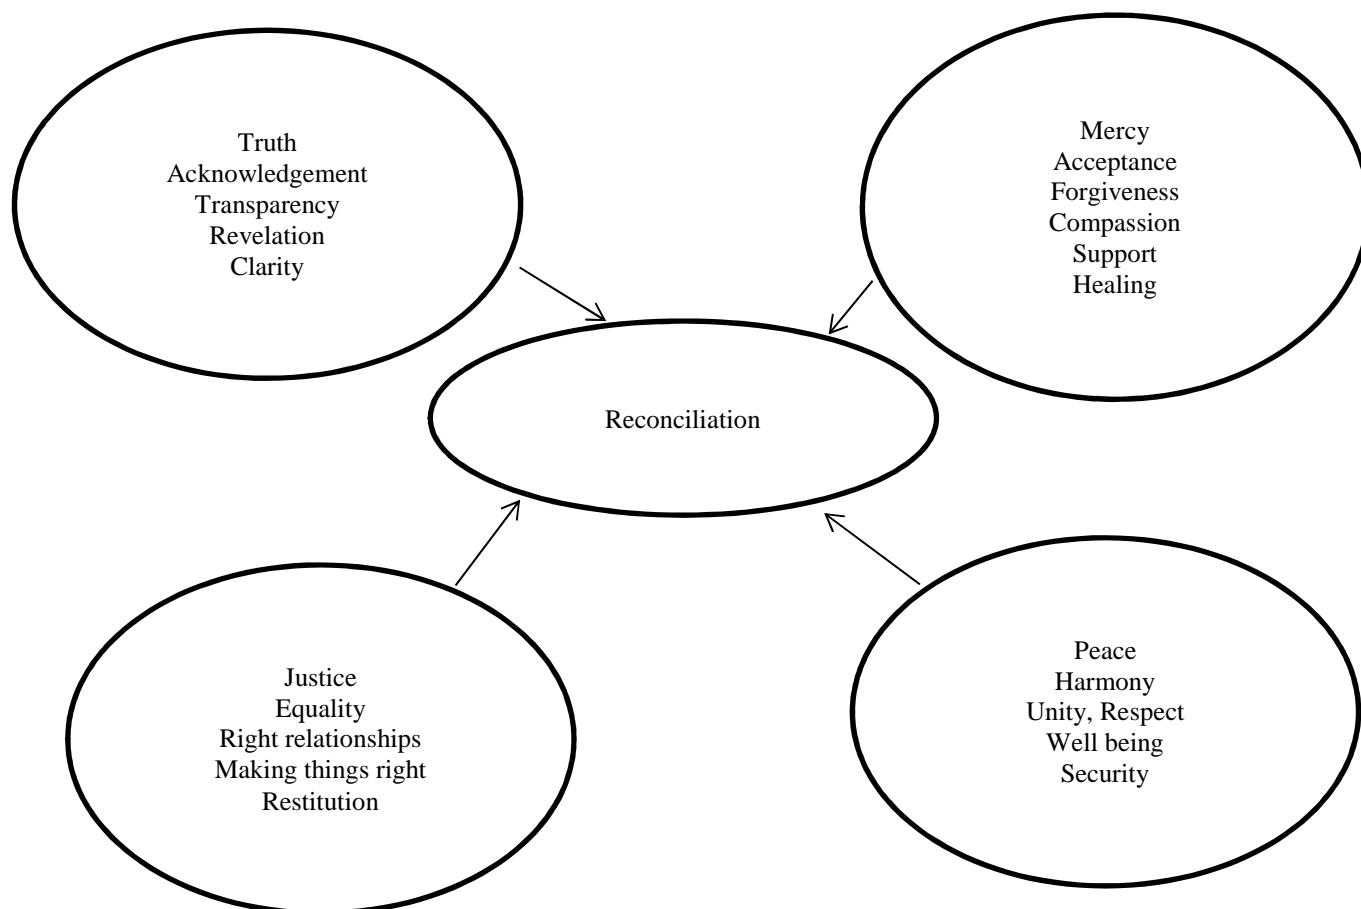 Truth
Acknowledgement
Transparency
Revelation
Clarity
Mercy
Acceptance
Forgiveness
Compassion
Support
Healing
Reconciliation
Justice
Equality
Right relationships
Making things right
Restitution
Peace
Harmony
Unity, Respect
Well being
Security